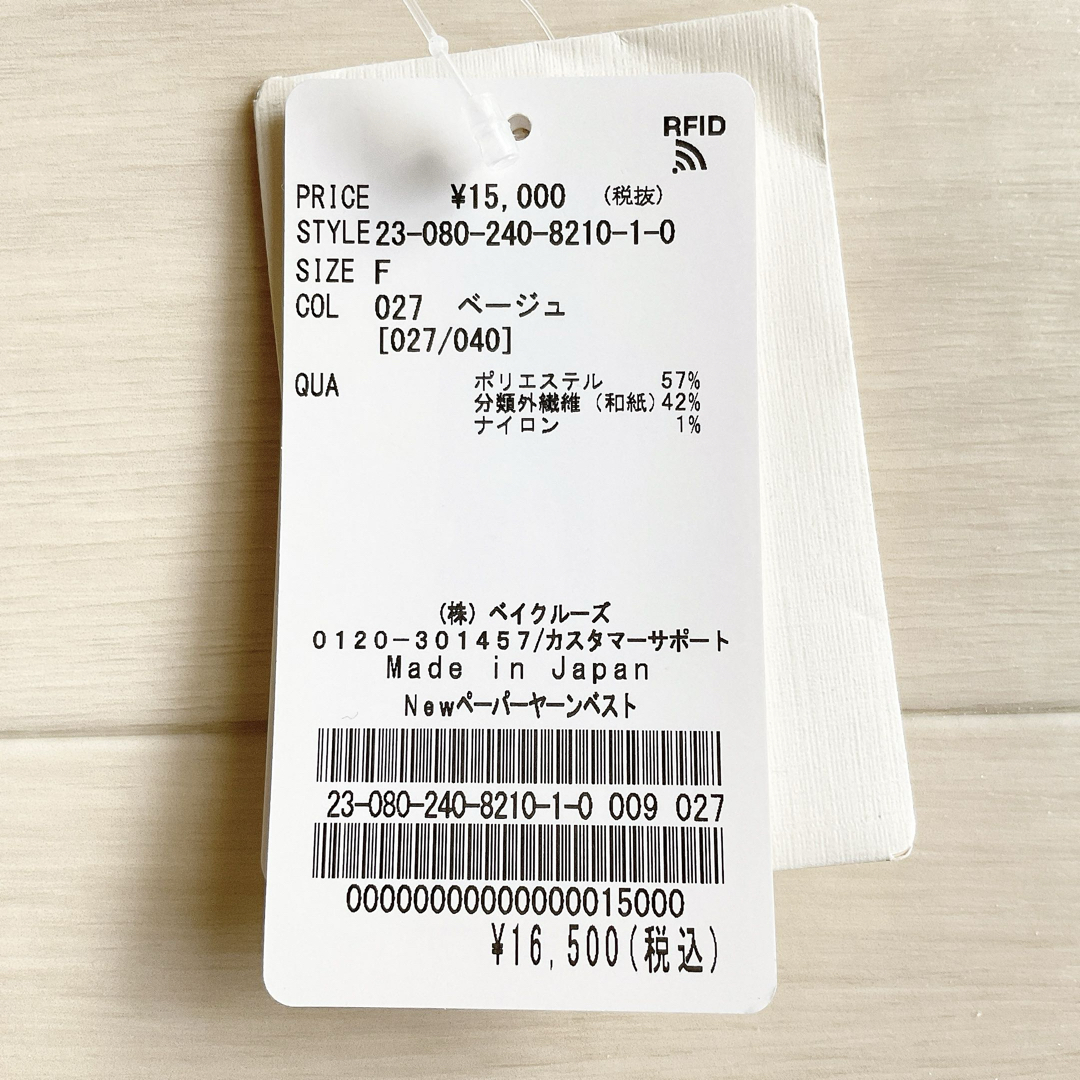 RFID
PRICE ¥15,000 (税抜)
STYLE 23-080-240-8210-1-0
SIZE F
COL 027 ベージュ
[027/040]
QUA ポリエステル 57%
分類外繊維（和紙）42%
ナイロン 1%
（株）ベイクルーズ
0120-301457/カスタマーサポート
Made in Japan
Newペーパーヤーンベスト
23-080-240-8210-1-0 009 027
00000000000000015000
¥16,500(税込)